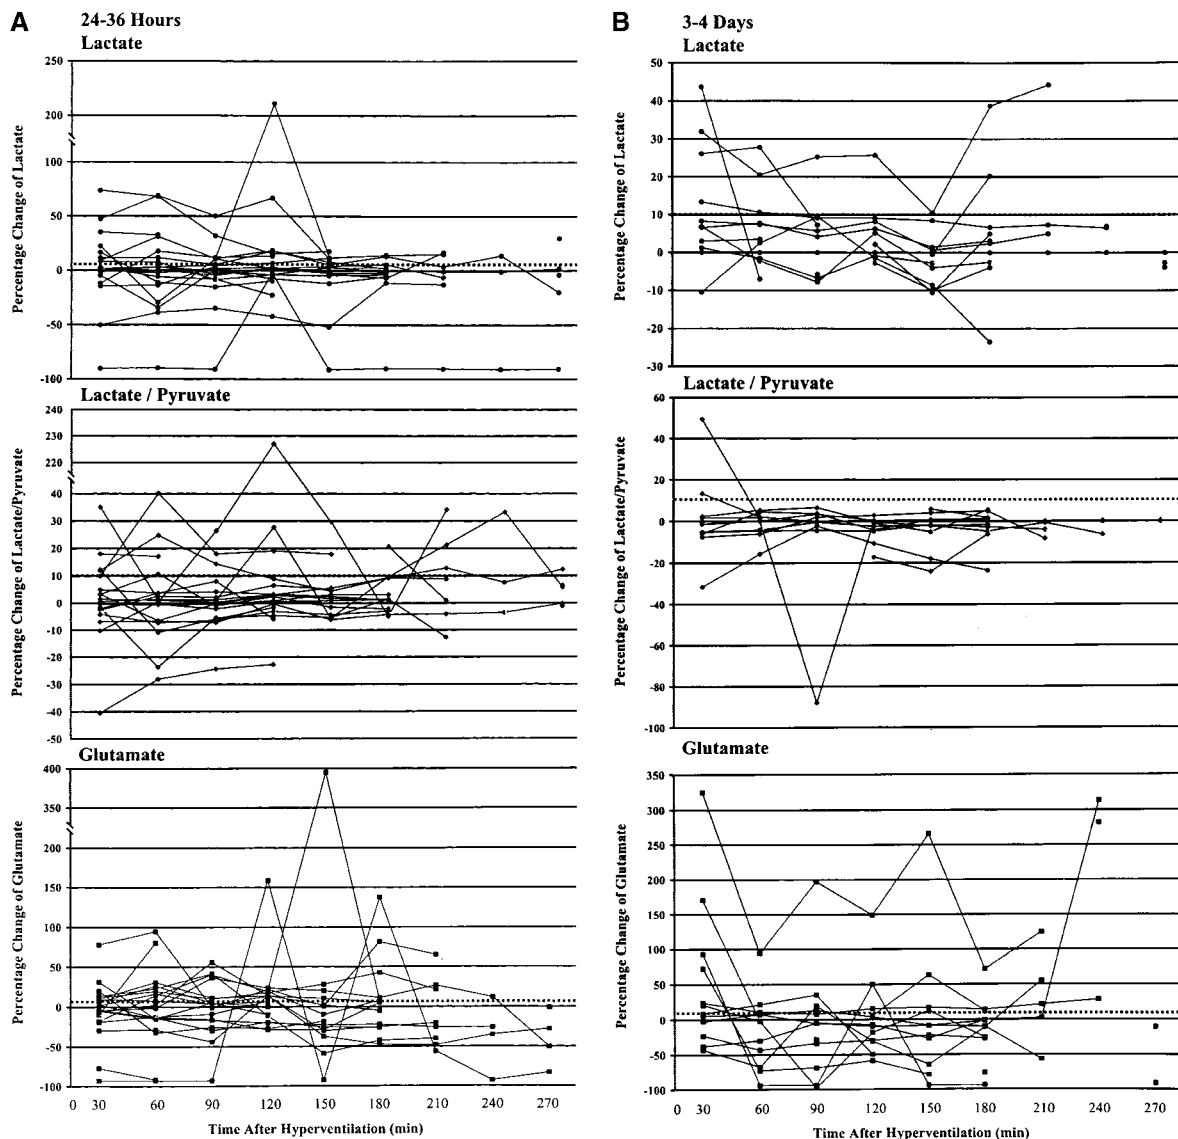 A
24-36 Hours
Lactate
250
200
100
50
0
-50
-100
Percentage Change of Lactate
Lactate / Pyruvate
240
230
220
40
30
20
10
0
-10
-20
-30
-40
-50
Percentage Change of Lactate/Pyruvate
Glutamate
400
350
200
150
100
50
0
-50
-100
Percentage Change of Glutamate
0 30 60 90 120 150 180 210 240 270
Time After Hyperventilation (min)
B
3-4 Days
Lactate
50
40
30
20
10
0
-10
-20
-30
Percentage Change of Lactate
Lactate / Pyruvate
60
40
20
0
-20
-40
-60
-80
-100
Percentage Change of Lactate/Pyruvate
Glutamate
350
300
250
200
150
100
50
0
-50
-100
Percentage Change of Glutamate
0 30 60 90 120 150 180 210 240 270
Time After Hyperventilation (min)